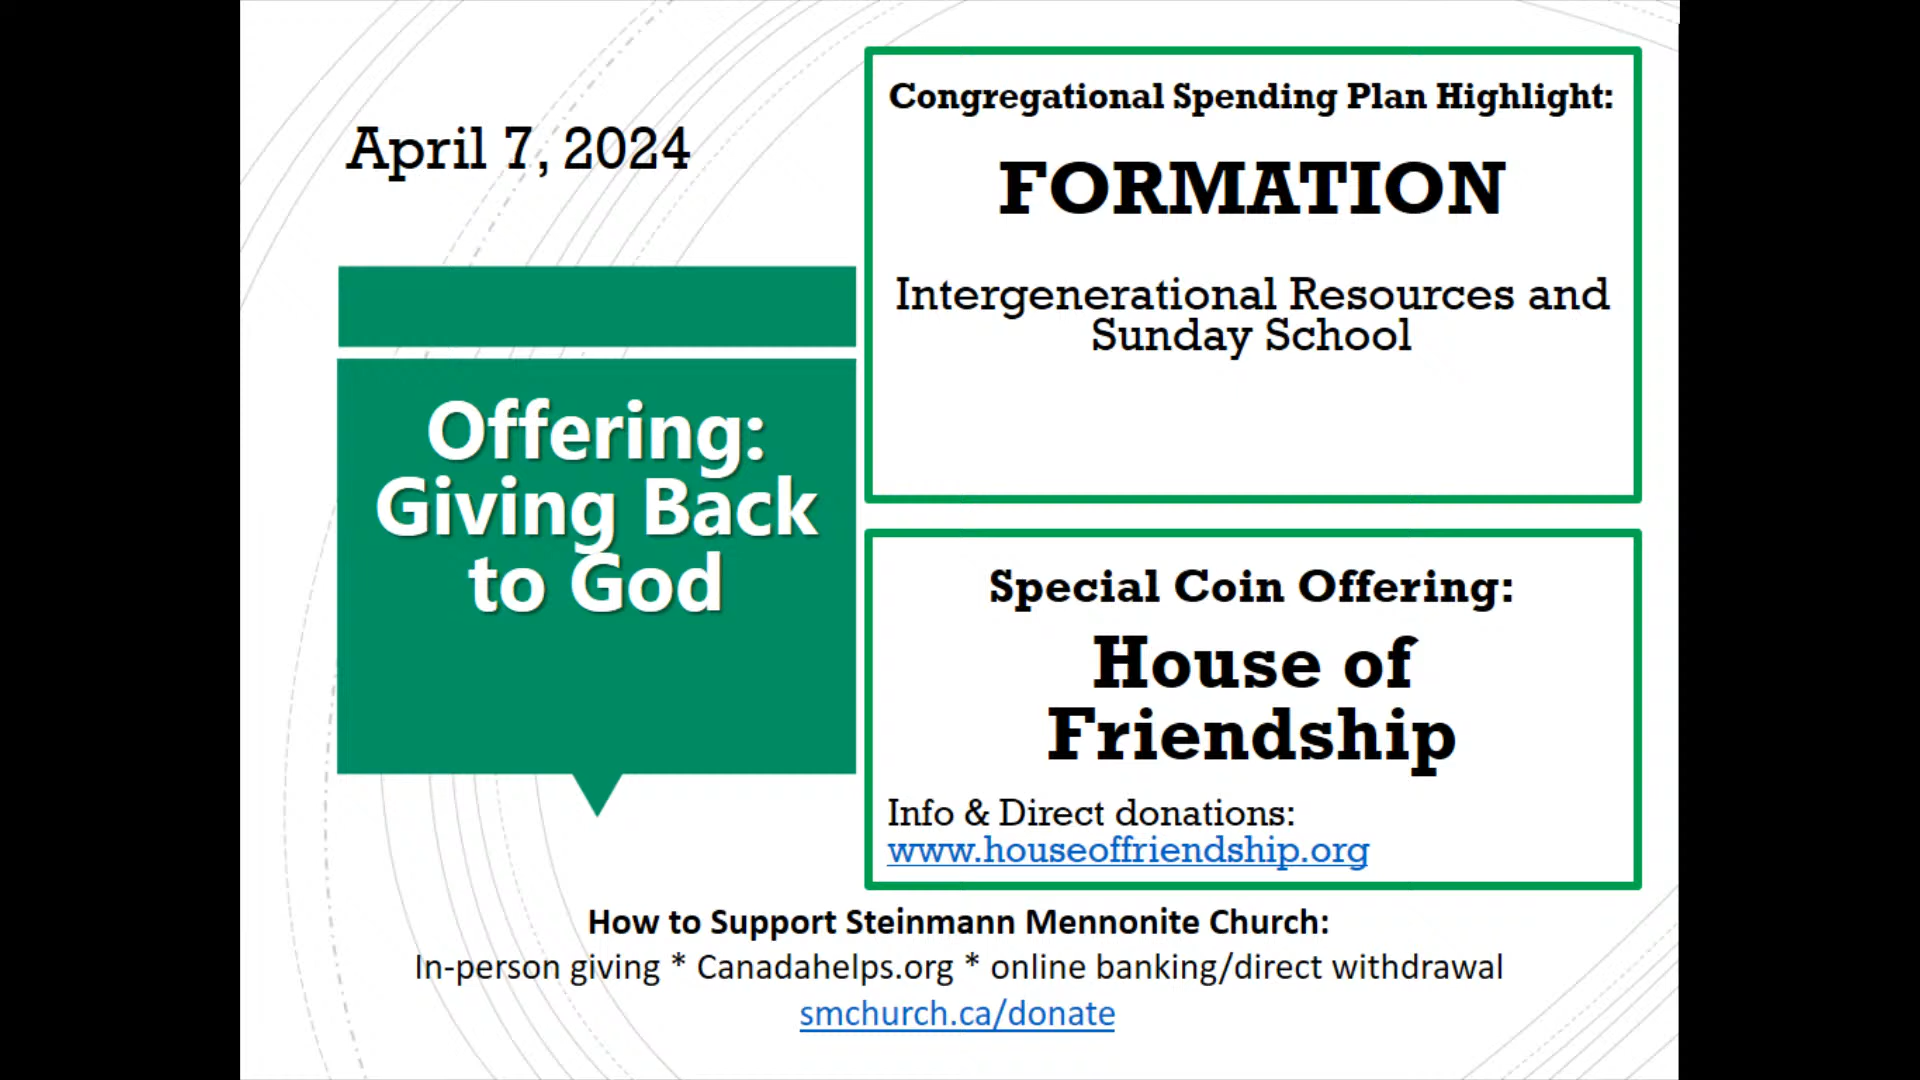 April 7, 2024
Offering:
Giving Back
to God
Congregational Spending Plan Highlight:
FORMATION
Intergenerational Resources and
Sunday School
Special Coin Offering:
House of
Friendship
Info & Direct donations:
www.houseoffriendship.org
How to Support Steinmann Mennonite Church:
In-person giving * Canadahelps.org * online banking/direct withdrawal
smchurch.ca/donate